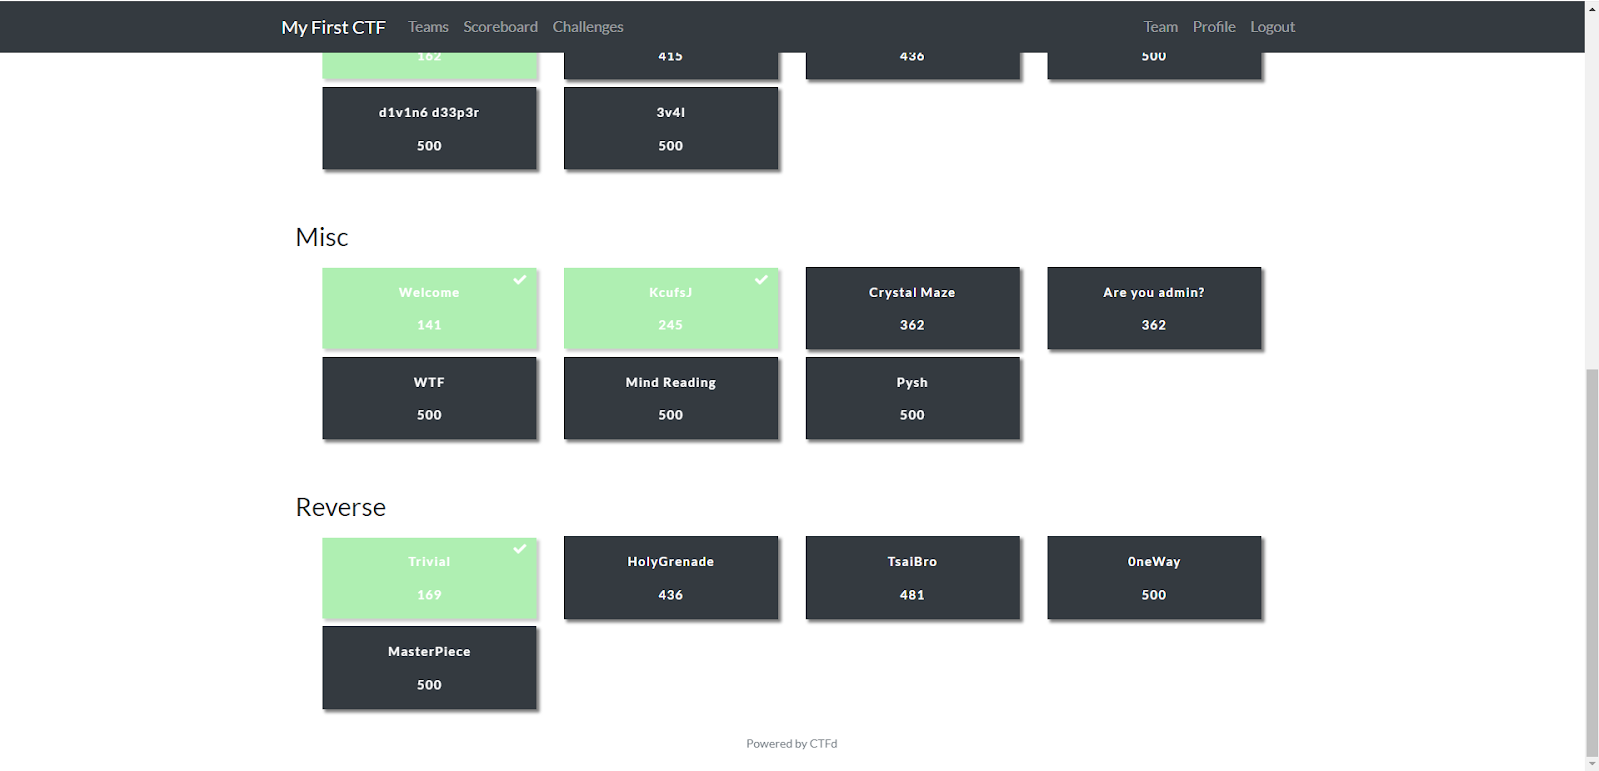 My First CTF Teams Scoreboard Challenges Team Profile Logout
162 415 436 500
d1v1n6 d33p3r 3v4l
500 500
Misc
Welcome KcufsJ Crystal Maze Are you admin?
141 245 362 362
WTF Mind Reading Pysh
500 500 500
Reverse
Trivial HolyGrenade TsaiBro 0neWay
169 436 481 500
MasterPiece
500
Powered by CTFd